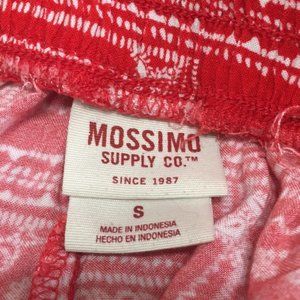 MOSSIMO
SUPPLY CO.™
SINCE 1987
S
MADE IN INDONESIA
HECHO EN INDONESIA